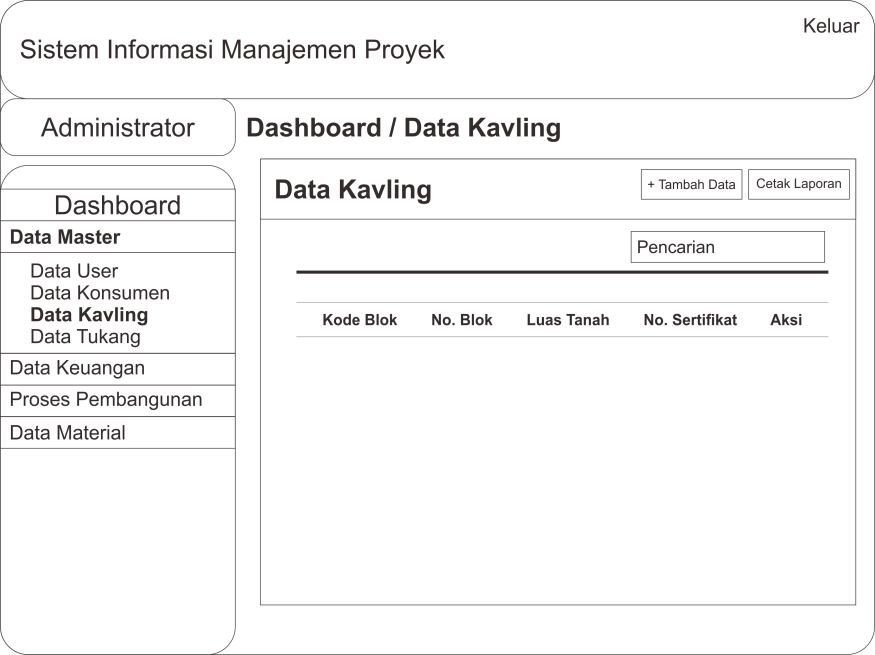 Keluar
Sistem Informasi Manajemen Proyek
Administrator
Dashboard / Data Kavling
Dashboard
Data Master
Data User
Data Konsumen
Data Kavling
Data Tukang
Data Keuangan
Proses Pembangunan
Data Material
Data Kavling
+ Tambah Data
Cetak Laporan
Pencarian
Kode Blok No. Blok Luas Tanah No. Sertifikat Aksi